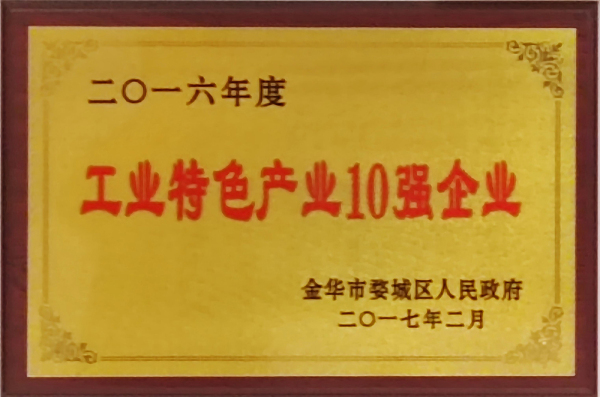 二〇一六年度
工业特色产业10强企业
金华市婺城区人民政府
二〇一七年二月